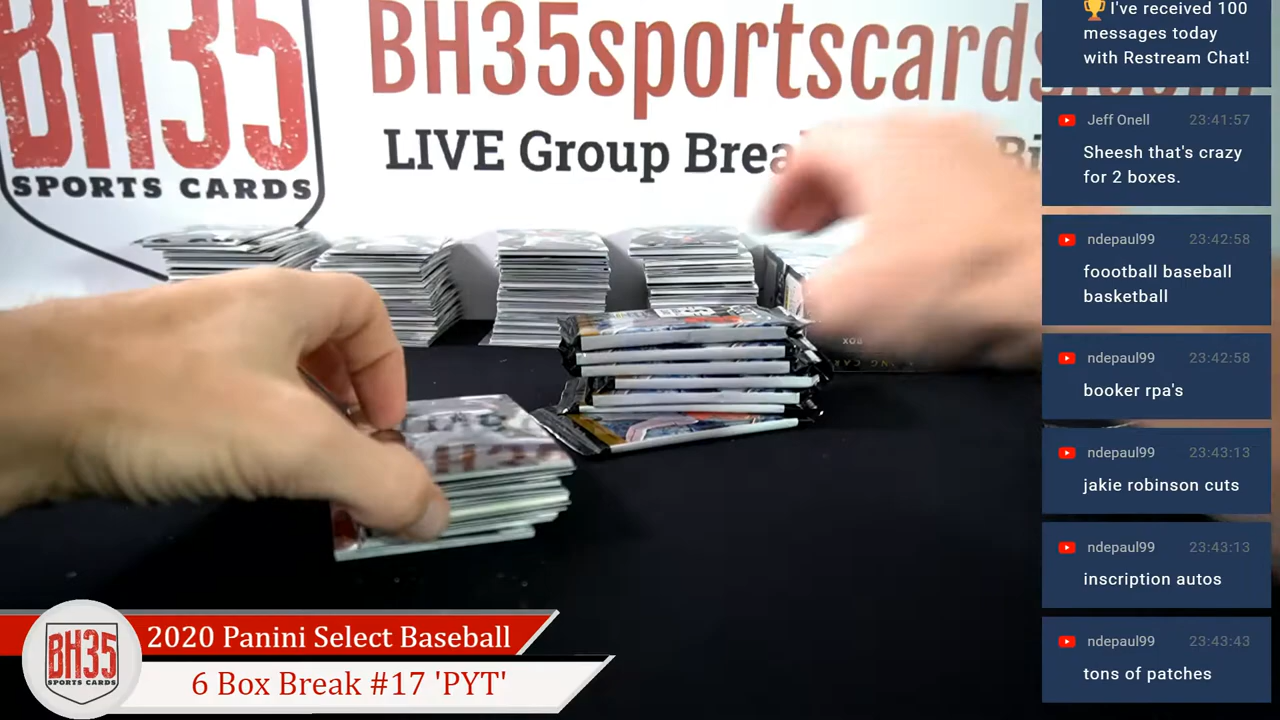 BH35
SPORTS CARDS
BH35sportscards.com
LIVE Group Brea
🏆 I've received 100
messages today
with Restream Chat!
Jeff Onell 23:41:57
Sheesh that's crazy
for 2 boxes.
ndepaul99 23:42:58
foootball baseball
basketball
ndepaul99 23:42:58
booker rpa's
ndepaul99 23:43:13
jakie robinson cuts
ndepaul99 23:43:13
inscription autos
ndepaul99 23:43:43
tons of patches
BOX
BH35
SPORTS CARDS
2020 Panini Select Baseball
6 Box Break #17 'PYT'